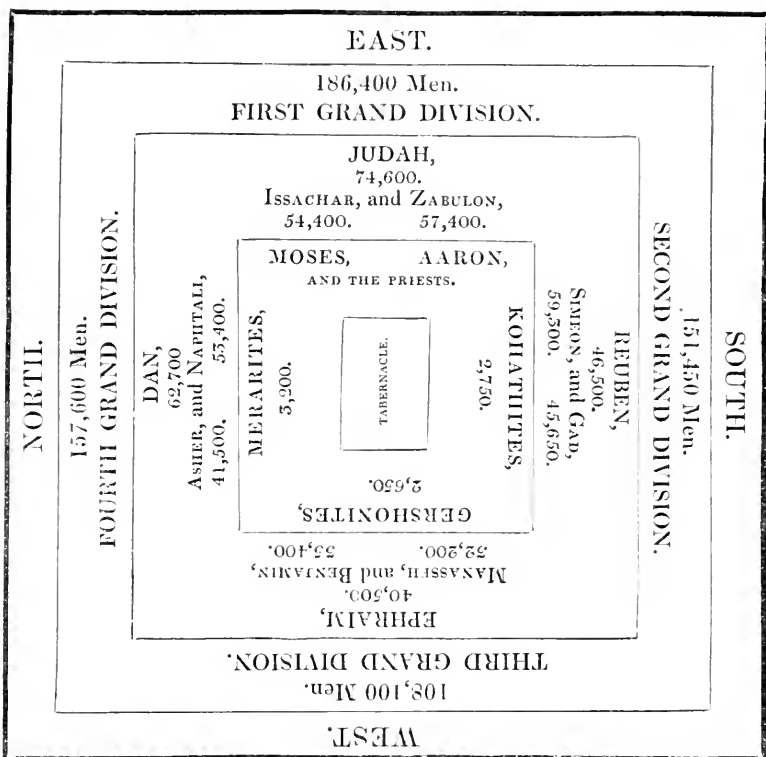 EAST.
186,400 Men.
FIRST GRAND DIVISION.
JUDAH,
74,600.
ISSACHAR, and ZABULON,
54,400. 57,400.
MOSES, AARON,
AND THE PRIESTS.
TABERNACLE.
SOUTH.
151,450 Men.
SECOND GRAND DIVISION.
REUBEN,
46,500.
SIMEON, and GAD,
59,300. 45,650.
KOHATHITES,
2,750.
WEST.
108,100 Men.
THIRD GRAND DIVISION.
EPHRAIM,
40,500.
MANASSEH, and BENJAMIN,
32,200. 35,400.
GERSHONITES,
2,650.
NORTH.
157,600 Men.
FOURTH GRAND DIVISION.
DAN,
62,700
ASHER, and NAPHTALI,
41,500. 53,400.
MERARITES,
3,200.